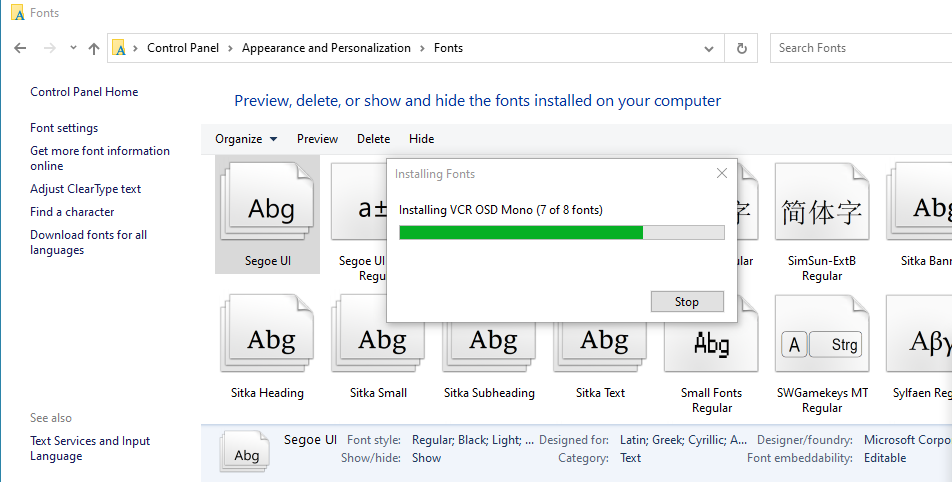 Fonts
Control Panel > Appearance and Personalization > Fonts
Search Fonts
Control Panel Home
Font settings
Get more font information
online
Adjust ClearType text
Find a character
Download fonts for all
languages
See also
Text Services and Input
Language
Preview, delete, or show and hide the fonts installed on your computer
Organize
Preview
Delete
Hide
Installing Fonts
Installing VCR OSD Mono (7 of 8 fonts)
Stop
Abg
Segoe UI
a±
Segoe UI
Regu
字
lar
简体字
SimSun-ExtB
Regular
Ab
Sitka Bann
Abg
Sitka Heading
Abg
Sitka Small
Abg
Sitka Subheading
Abg
Sitka Text
Abg
Small Fonts
Regular
A Strg
SWGamekeys MT
Regular
Aβγ
Sylfaen Reg
Abg
Segoe UI
Font style: Regular; Black; Light; ...
Show/hide: Show
Designed for: Latin; Greek; Cyrillic; A...
Category: Text
Designer/foundry: Microsoft Corpo
Font embeddability: Editable